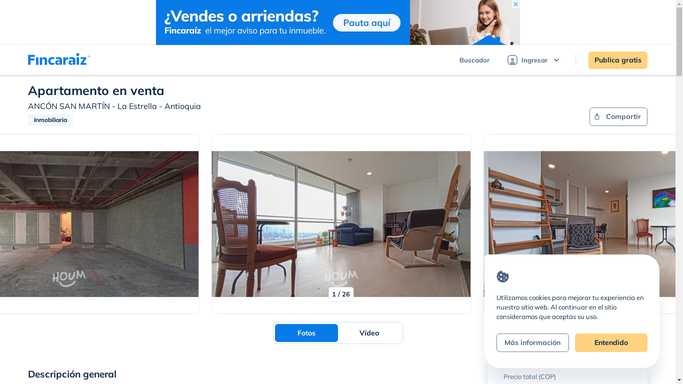 ¿Vendes o arriendas?
Fincaraiz el mejor aviso para tu inmueble.
Pauta aquí
Fincaraiz
Buscador
Ingresar
Publica gratis
Apartamento en venta
ANCÓN SAN MARTÍN - La Estrella - Antioquia
Inmobiliaria
Compartir
HOUM
HOUM
1 / 26
Fotos
Video
Utilizamos cookies para mejorar tu experiencia en
nuestro sitio web. Al continuar en el sitio
consideramos que aceptas su uso.
Más información
Entendido
Precio total (COP)
Descripción general